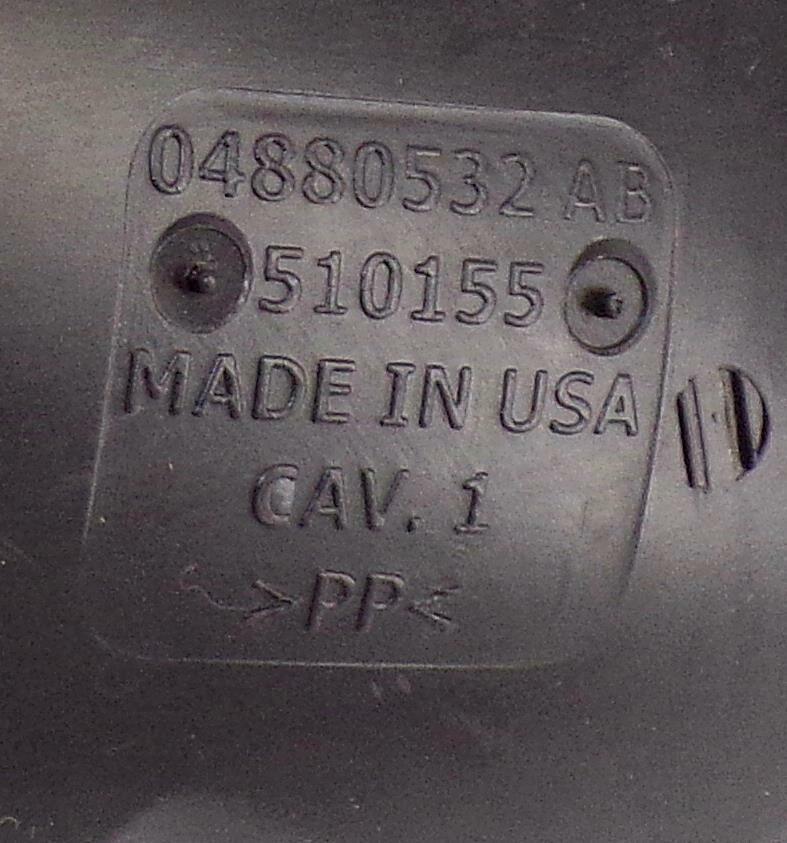 04880532 AB
510155
MADE IN USA
CAV. 1
>PP<